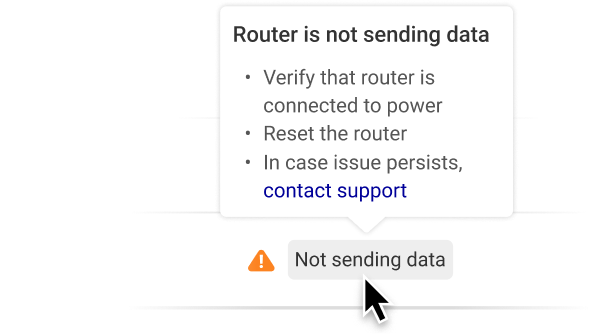 Router is not sending data
• Verify that router is
connected to power
• Reset the router
• In case issue persists,
contact support
Not sending data